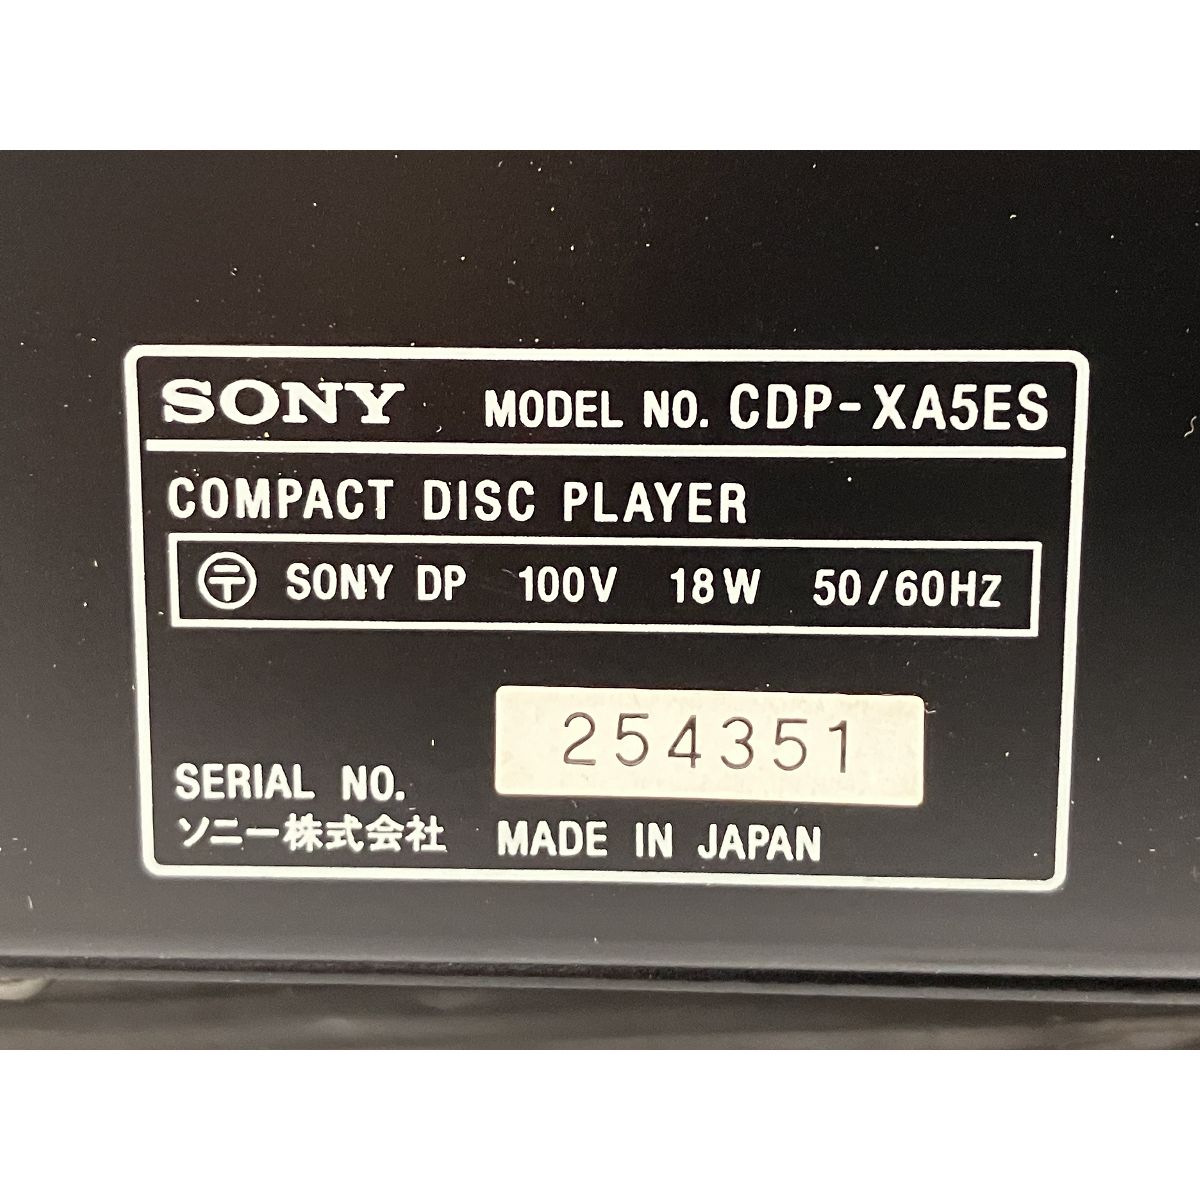 SONY MODEL NO. CDP-XA5ES
COMPACT DISC PLAYER
〒 SONY DP 100V 18W 50/60Hz
254351
SERIAL NO.
ソニー株式会社 MADE IN JAPAN